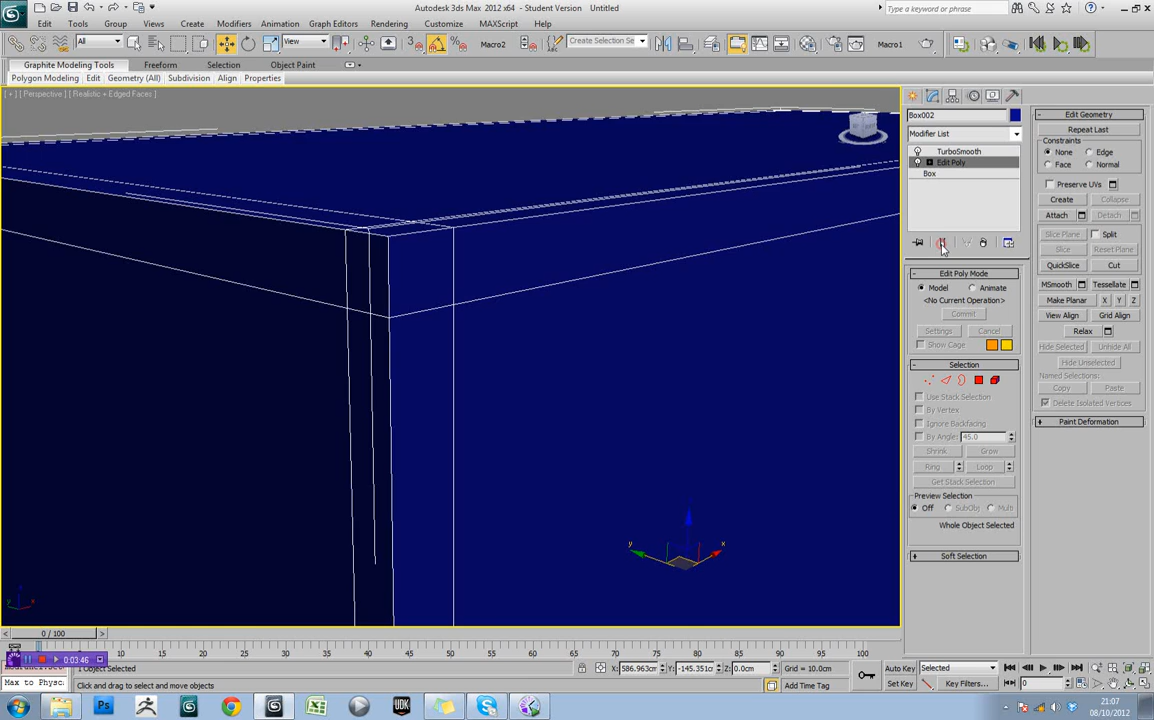 Autodesk 3ds Max 2012 x64 - Student Version Untitled
Type a keyword or phrase
Edit Tools Group Views Create Modifiers Animation Graph Editors Rendering Customize MAXScript Help
All View Macro2 Create Selection Se Macro1
Graphite Modeling Tools Freeform Selection Object Paint
Polygon Modeling Edit Geometry (All) Subdivision Align Properties
[ + ] [ Perspective ] [ Realistic + Edged Faces ]
Box002
Modifier List
TurboSmooth
Edit Poly
Box
Edit Poly Mode
Model Animate
<No Current Operation>
Commit
Settings Cancel
Show Cage
Selection
Use Stack Selection
By Vertex
Ignore Backfacing
By Angle: 45.0
Shrink Grow
Ring Loop
Get Stack Selection
Preview Selection
Off SubObj Multi
Whole Object Selected
Soft Selection
Edit Geometry
Repeat Last
Constraints
None Edge
Face Normal
Preserve UVs
Create Collapse
Attach Detach
Slice Plane Split
Slice Reset Plane
QuickSlice Cut
MSmooth Tessellate
Make Planar X Y Z
View Align Grid Align
Relax
Hide Selected Unhide All
Hide Unselected
Named Selections:
Copy Paste
Delete Isolated Vertices
Paint Deformation
y x
0 / 100
10 15 20 25 30 35 40 45 50 55 60 65 70 75 80 85 90 95 100
0:03:46
1 Object Selected
X: 586.963cm Y: -145.351cm Z: 0.0cm Grid = 10.0cm
Auto Key Selected
Max to Physc.
Click and drag to select and move objects
Add Time Tag
Set Key Key Filters... 0
21:07
08/10/2012